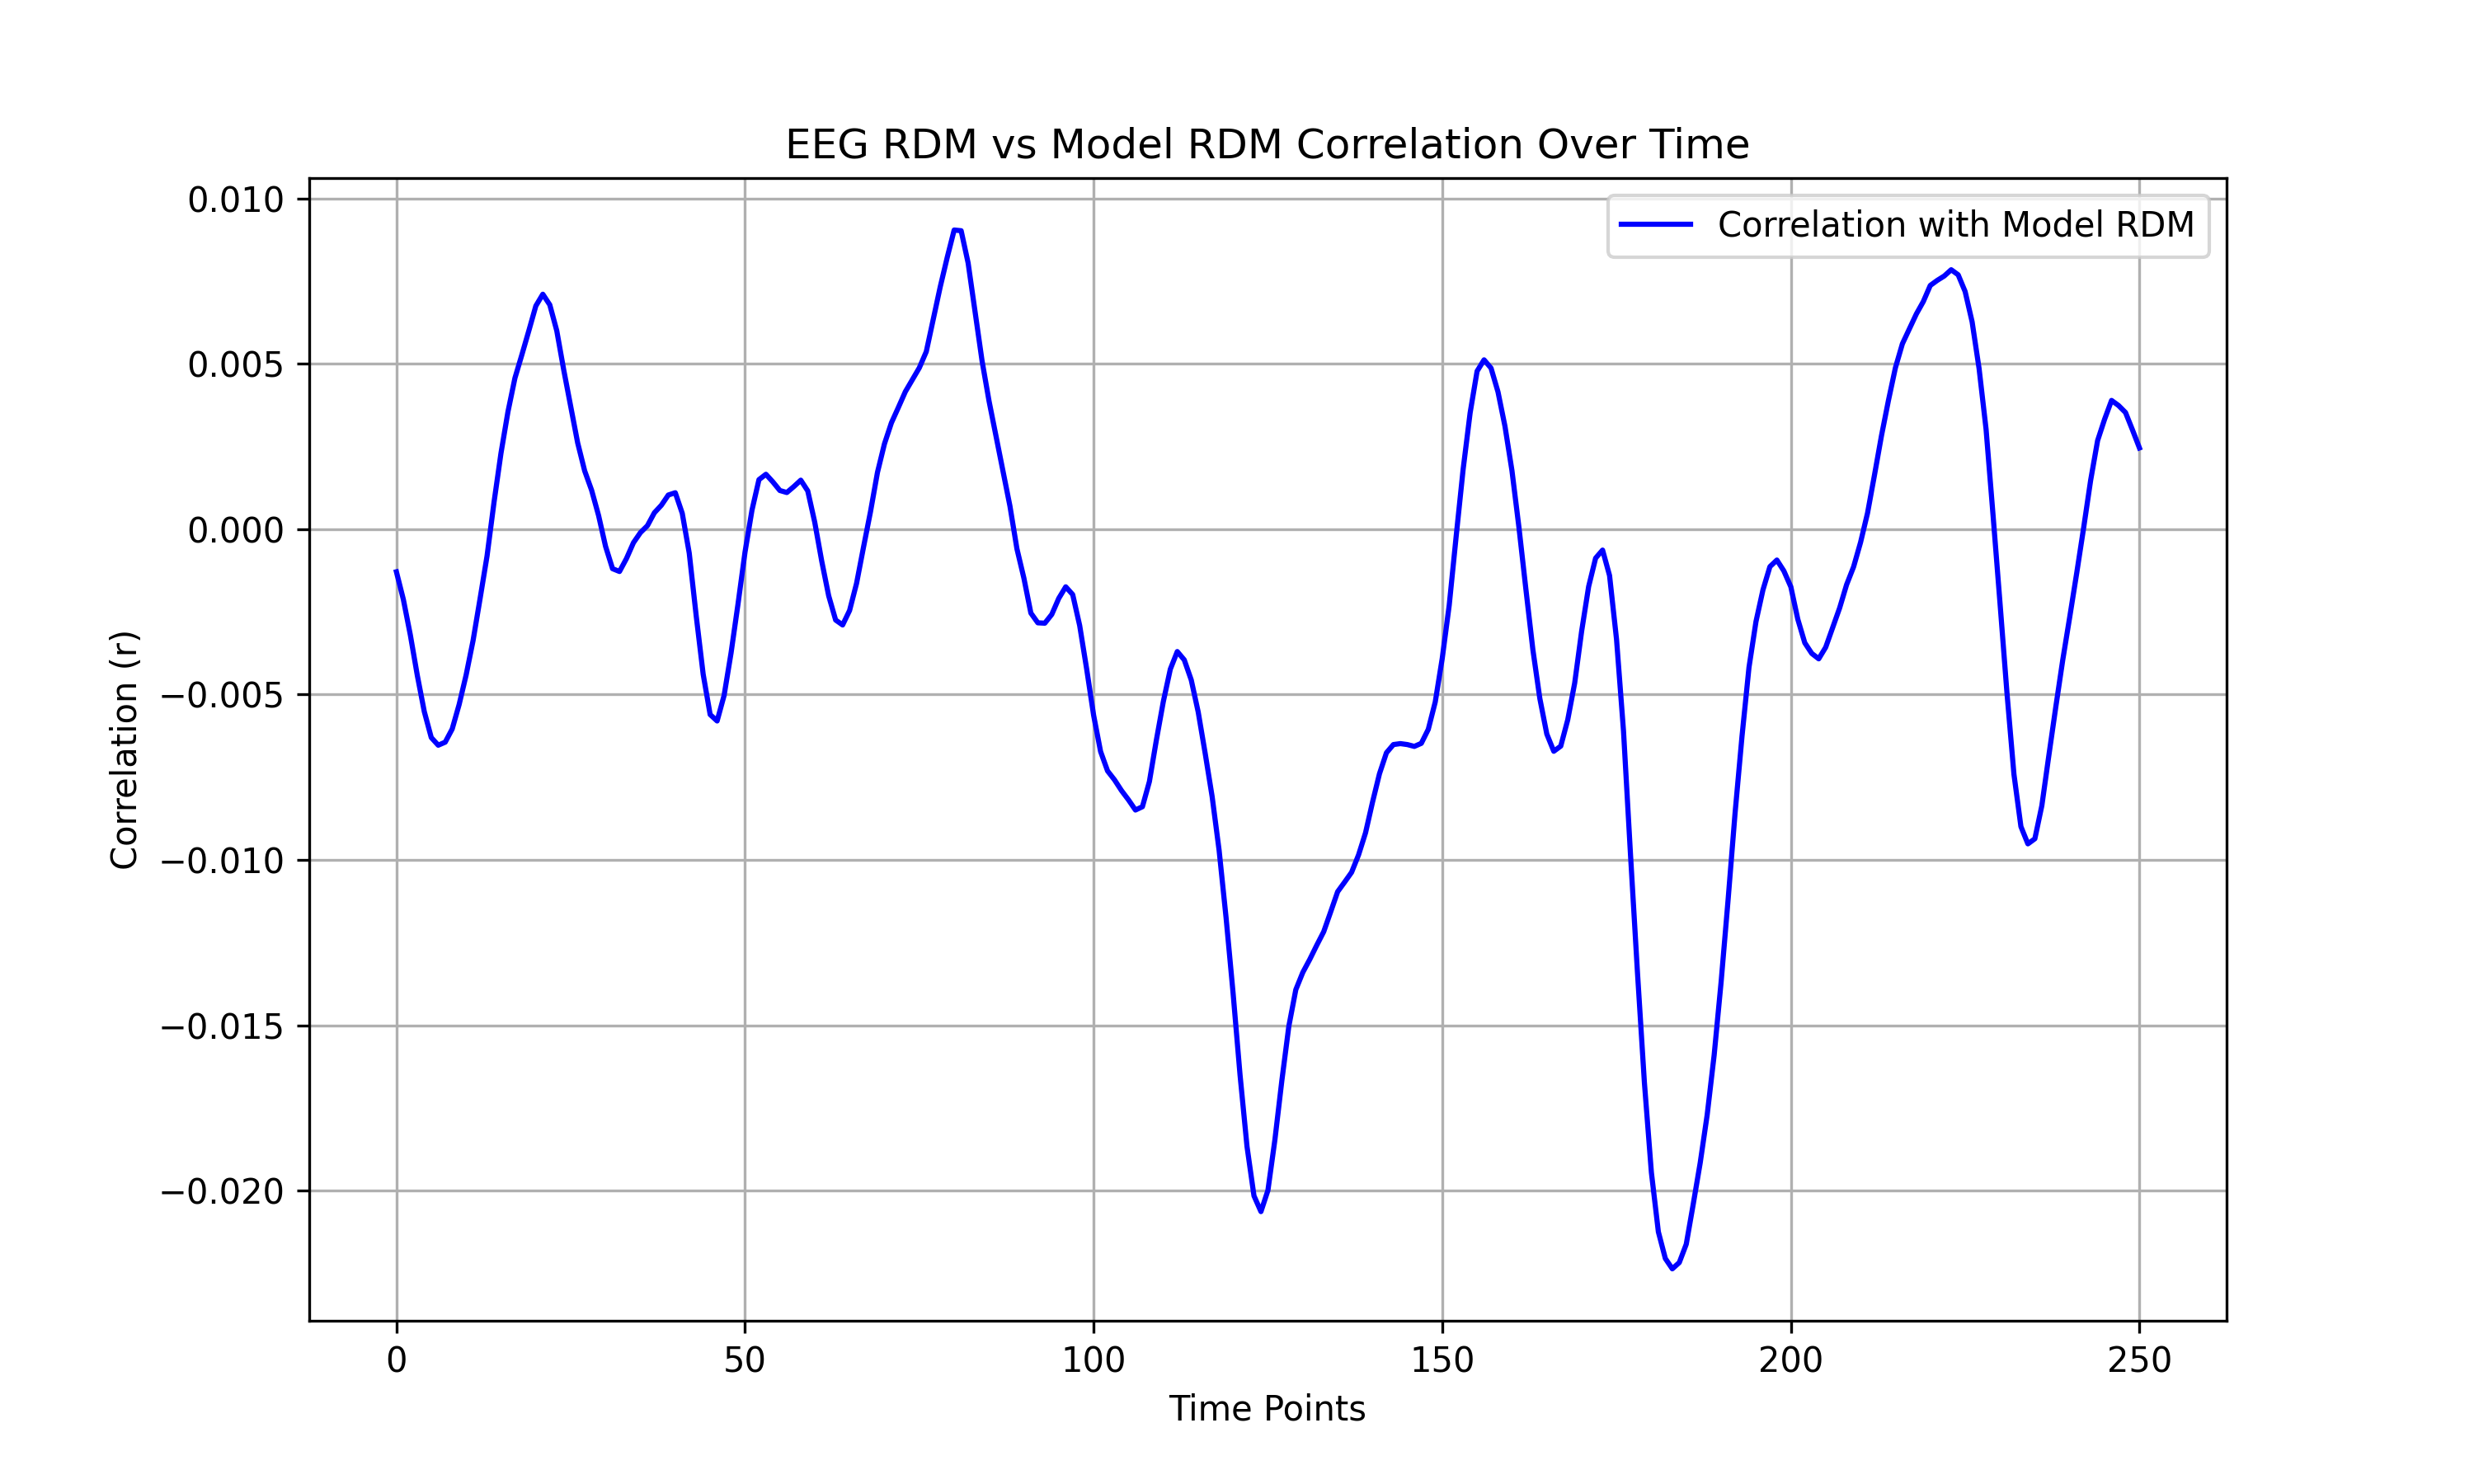 EEG RDM vs Model RDM Correlation Over Time
Correlation with Model RDM
0.010
0.005
0.000
−0.005
−0.010
−0.015
−0.020
Correlation (r)
0 50 100 150 200 250
Time Points